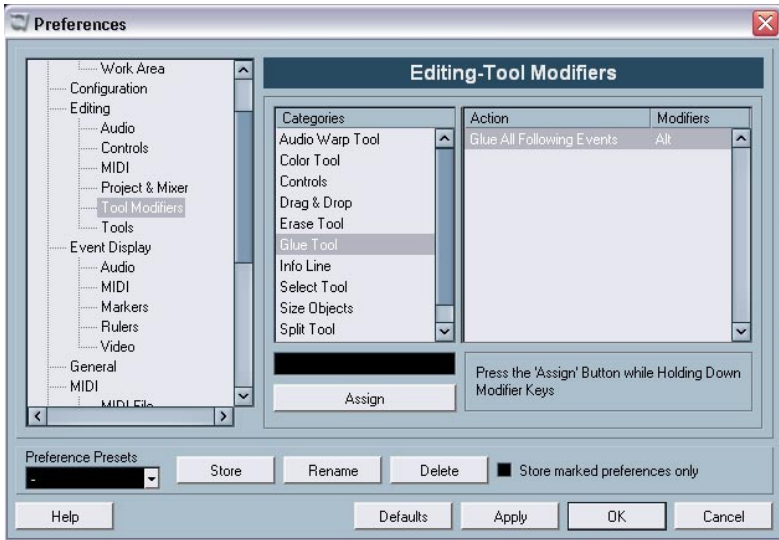 Preferences
Work Area
Configuration
Editing
Audio
Controls
MIDI
Project & Mixer
Tool Modifiers
Tools
Event Display
Audio
MIDI
Markers
Rulers
Video
General
MIDI
MIDI File
Editing-Tool Modifiers
Categories
Audio Warp Tool
Color Tool
Controls
Drag & Drop
Erase Tool
Glue Tool
Info Line
Select Tool
Size Objects
Split Tool
Action Modifiers
Glue All Following Events Alt
Assign
Press the 'Assign' Button while Holding Down
Modifier Keys
Preference Presets
-
Store
Rename
Delete
Store marked preferences only
Help
Defaults
Apply
OK
Cancel